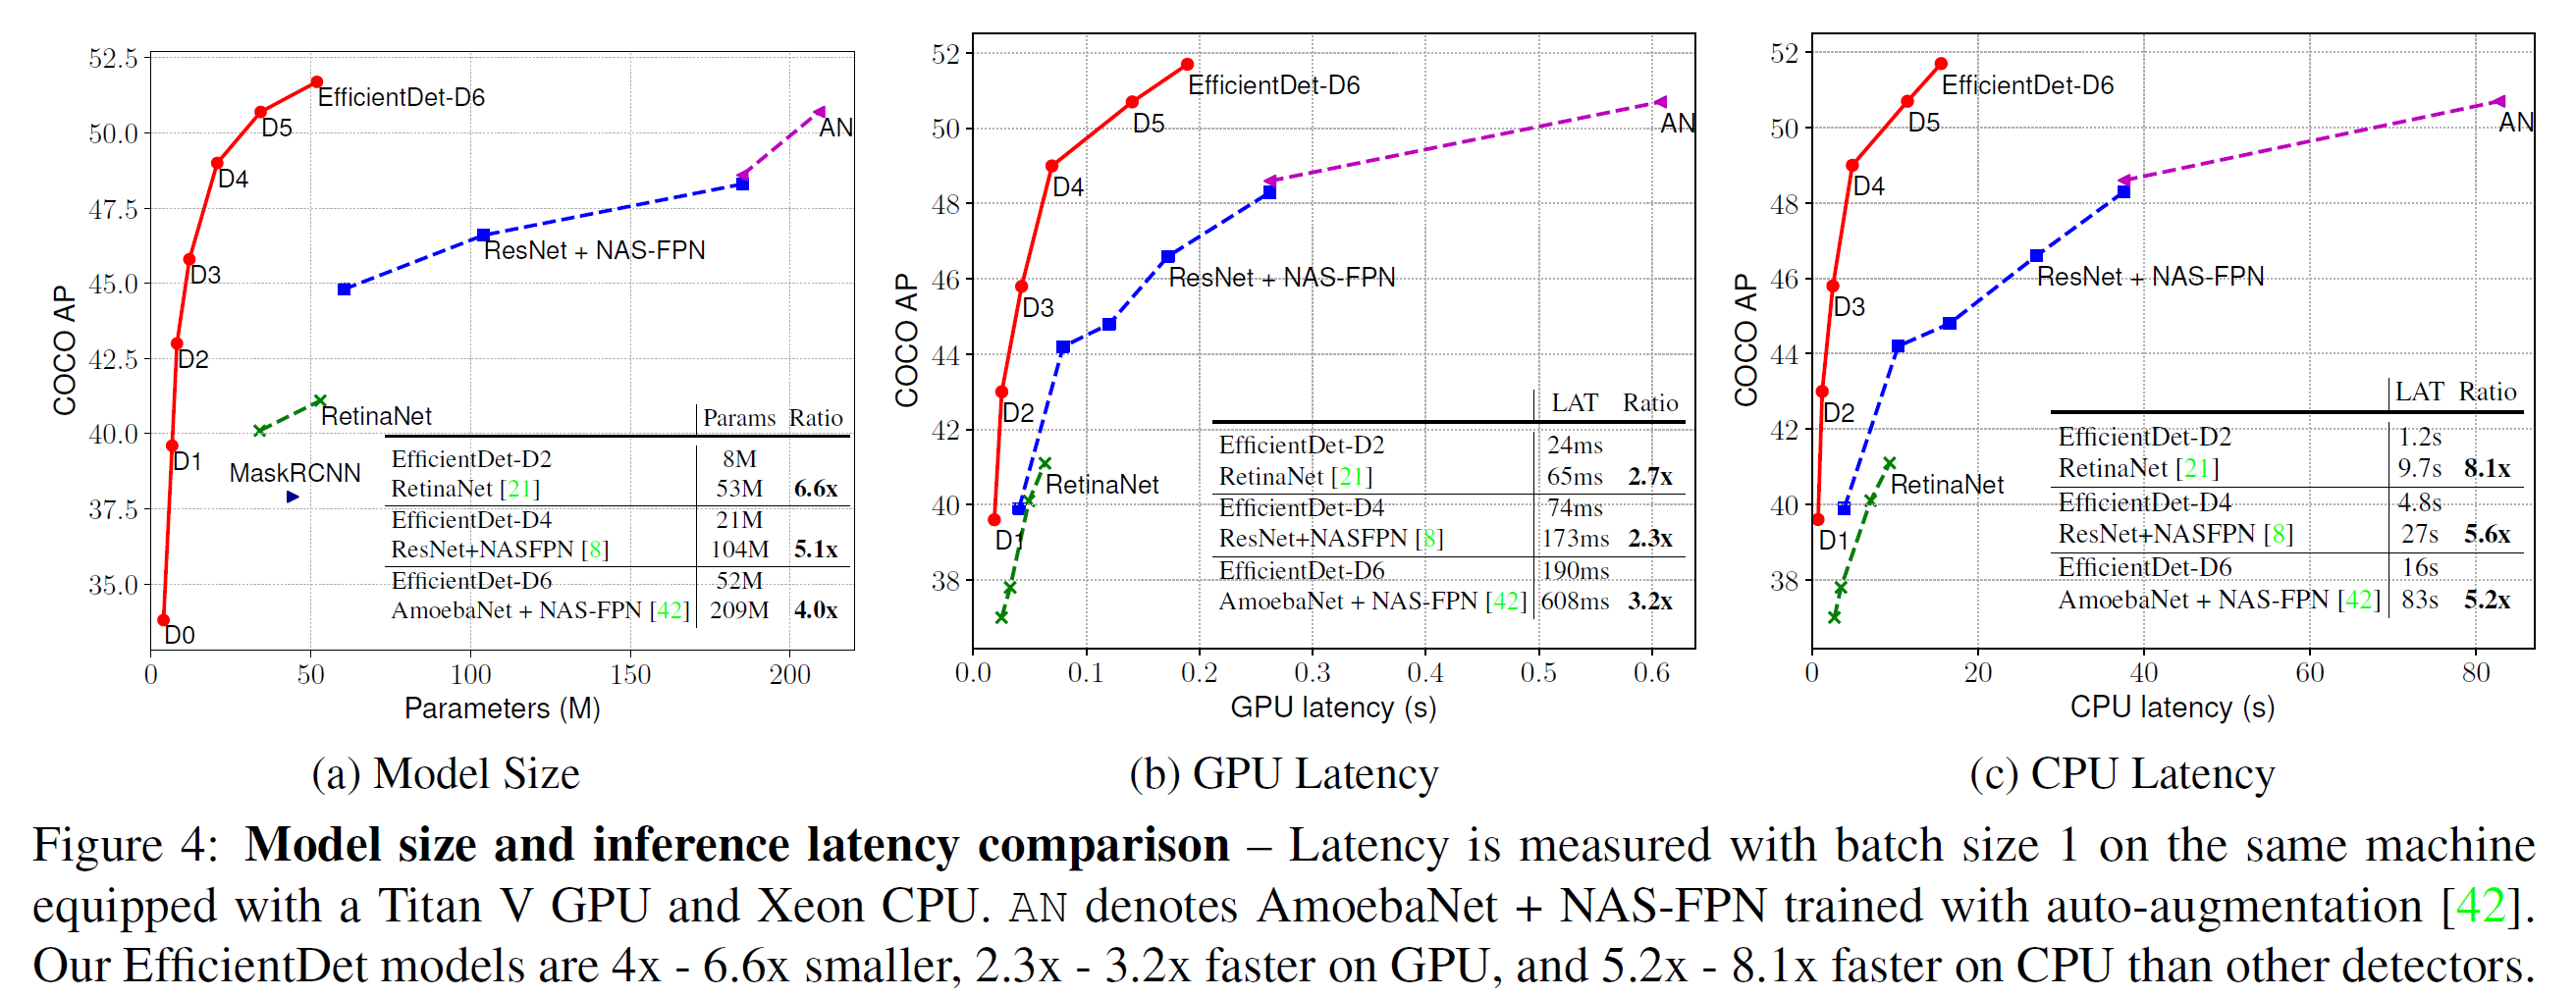 52.5
50.0
47.5
45.0
42.5
40.0
37.5
35.0
COCO AP
EfficientDet-D6
D5
D4
D3
D2
D1
D0
AN
ResNet + NAS-FPN
RetinaNet
MaskRCNN
Params Ratio
EfficientDet-D2 8M
RetinaNet [21] 53M 6.6x
EfficientDet-D4 21M
ResNet+NASFPN [8] 104M 5.1x
EfficientDet-D6 52M
AmoebaNet + NAS-FPN [42] 209M 4.0x
0 50 100 150 200
Parameters (M)
(a) Model Size
52
50
48
46
44
42
40
38
COCO AP
EfficientDet-D6
D5
D4
D3
D2
D1
AN
ResNet + NAS-FPN
RetinaNet
LAT Ratio
EfficientDet-D2 24ms
RetinaNet [21] 65ms 2.7x
EfficientDet-D4 74ms
ResNet+NASFPN [8] 173ms 2.3x
EfficientDet-D6 190ms
AmoebaNet + NAS-FPN [42] 608ms 3.2x
0.0 0.1 0.2 0.3 0.4 0.5 0.6
GPU latency (s)
(b) GPU Latency
52
50
48
46
44
42
40
38
COCO AP
EfficientDet-D6
D5
D4
D3
D2
D1
AN
ResNet + NAS-FPN
RetinaNet
LAT Ratio
EfficientDet-D2 1.2s
RetinaNet [21] 9.7s 8.1x
EfficientDet-D4 4.8s
ResNet+NASFPN [8] 27s 5.6x
EfficientDet-D6 16s
AmoebaNet + NAS-FPN [42] 83s 5.2x
0 20 40 60 80
CPU latency (s)
(c) CPU Latency
Figure 4: Model size and inference latency comparison – Latency is measured with batch size 1 on the same machine
equipped with a Titan V GPU and Xeon CPU. AN denotes AmoebaNet + NAS-FPN trained with auto-augmentation [42].
Our EfficientDet models are 4x - 6.6x smaller, 2.3x - 3.2x faster on GPU, and 5.2x - 8.1x faster on CPU than other detectors.